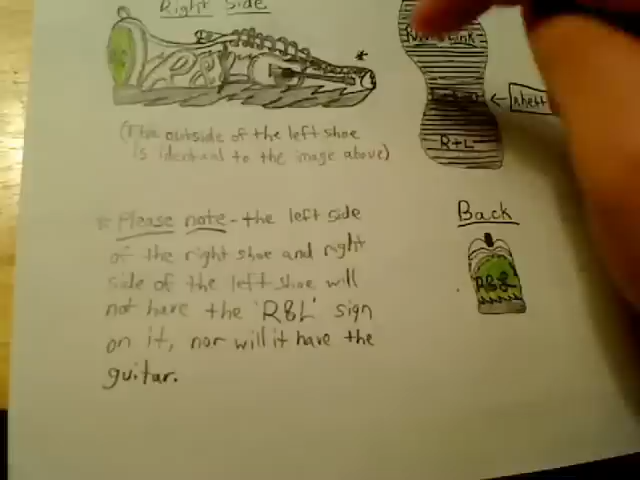 Right Side
(The outside of the left shoe
is identical to the image above)
* Please note - the left side
of the right shoe and right
side of the left shoe will
not have the 'R&L' sign
on it, nor will it have the
guitar.
R+L
Back
R&L